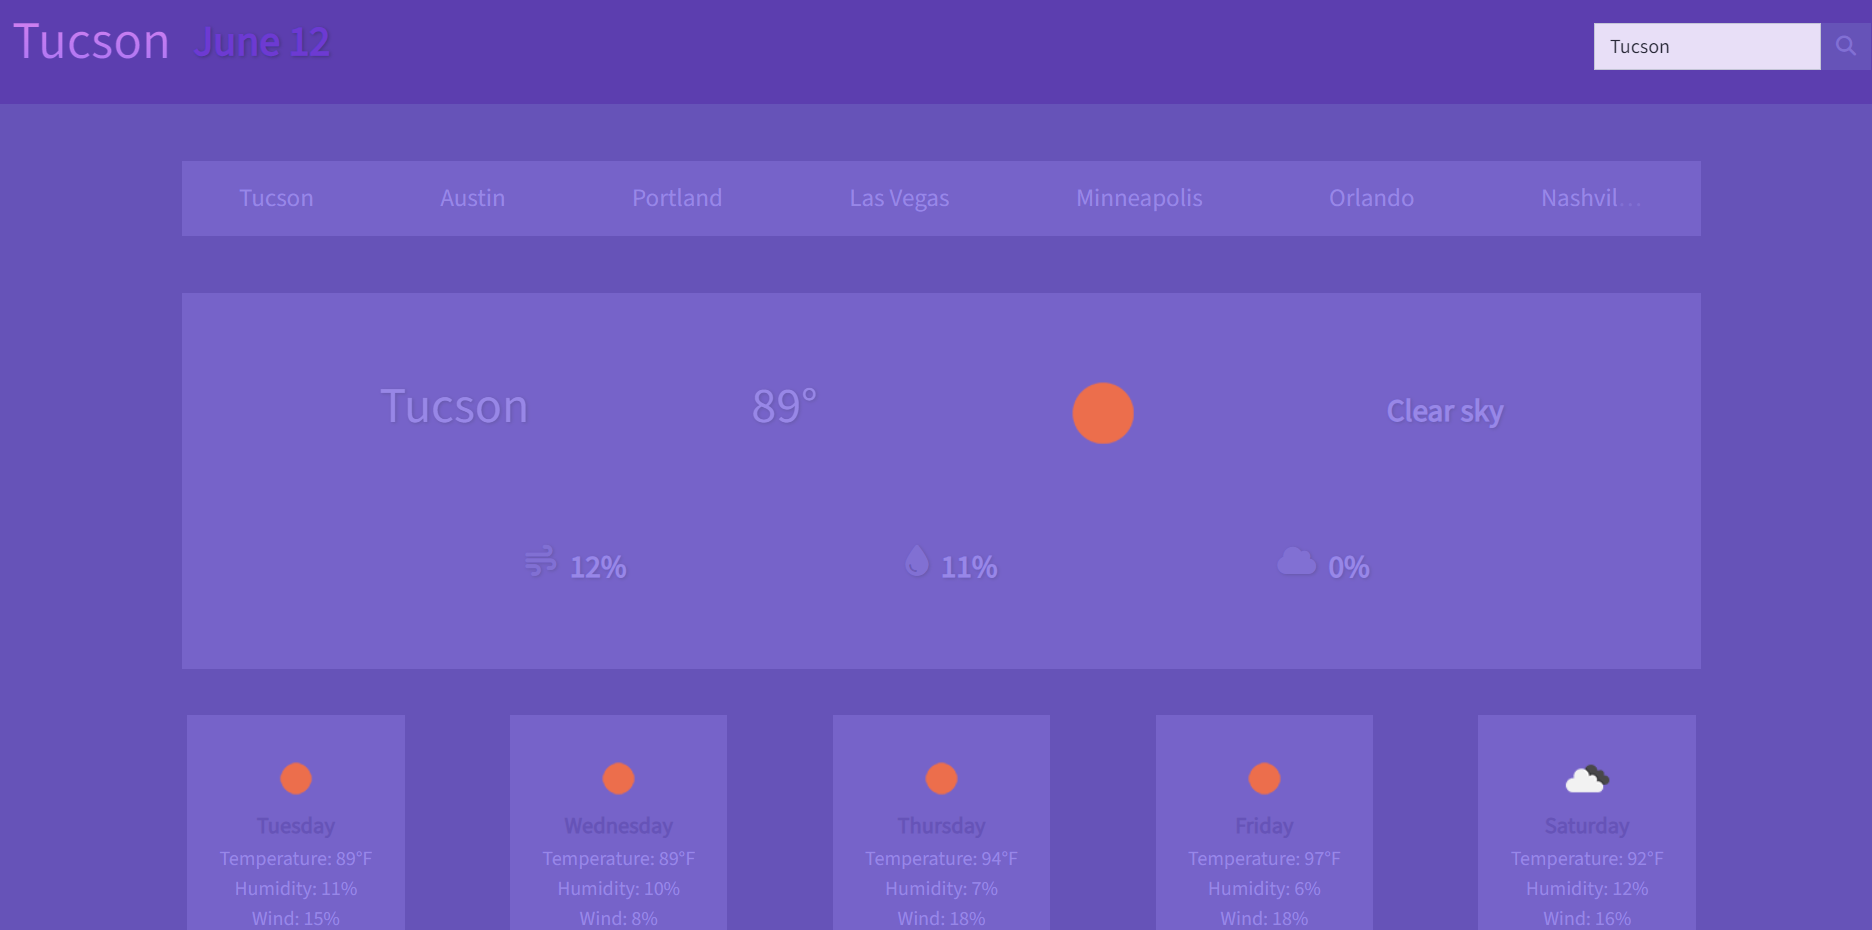 Tucson June 12
Tucson
Tucson Austin Portland Las Vegas Minneapolis Orlando Nashvil...
Tucson 89° Clear sky
12% 11% 0%
Tuesday
Temperature: 89°F
Humidity: 11%
Wind: 15%
Wednesday
Temperature: 89°F
Humidity: 10%
Wind: 8%
Thursday
Temperature: 94°F
Humidity: 7%
Wind: 18%
Friday
Temperature: 97°F
Humidity: 6%
Wind: 18%
Saturday
Temperature: 92°F
Humidity: 12%
Wind: 16%